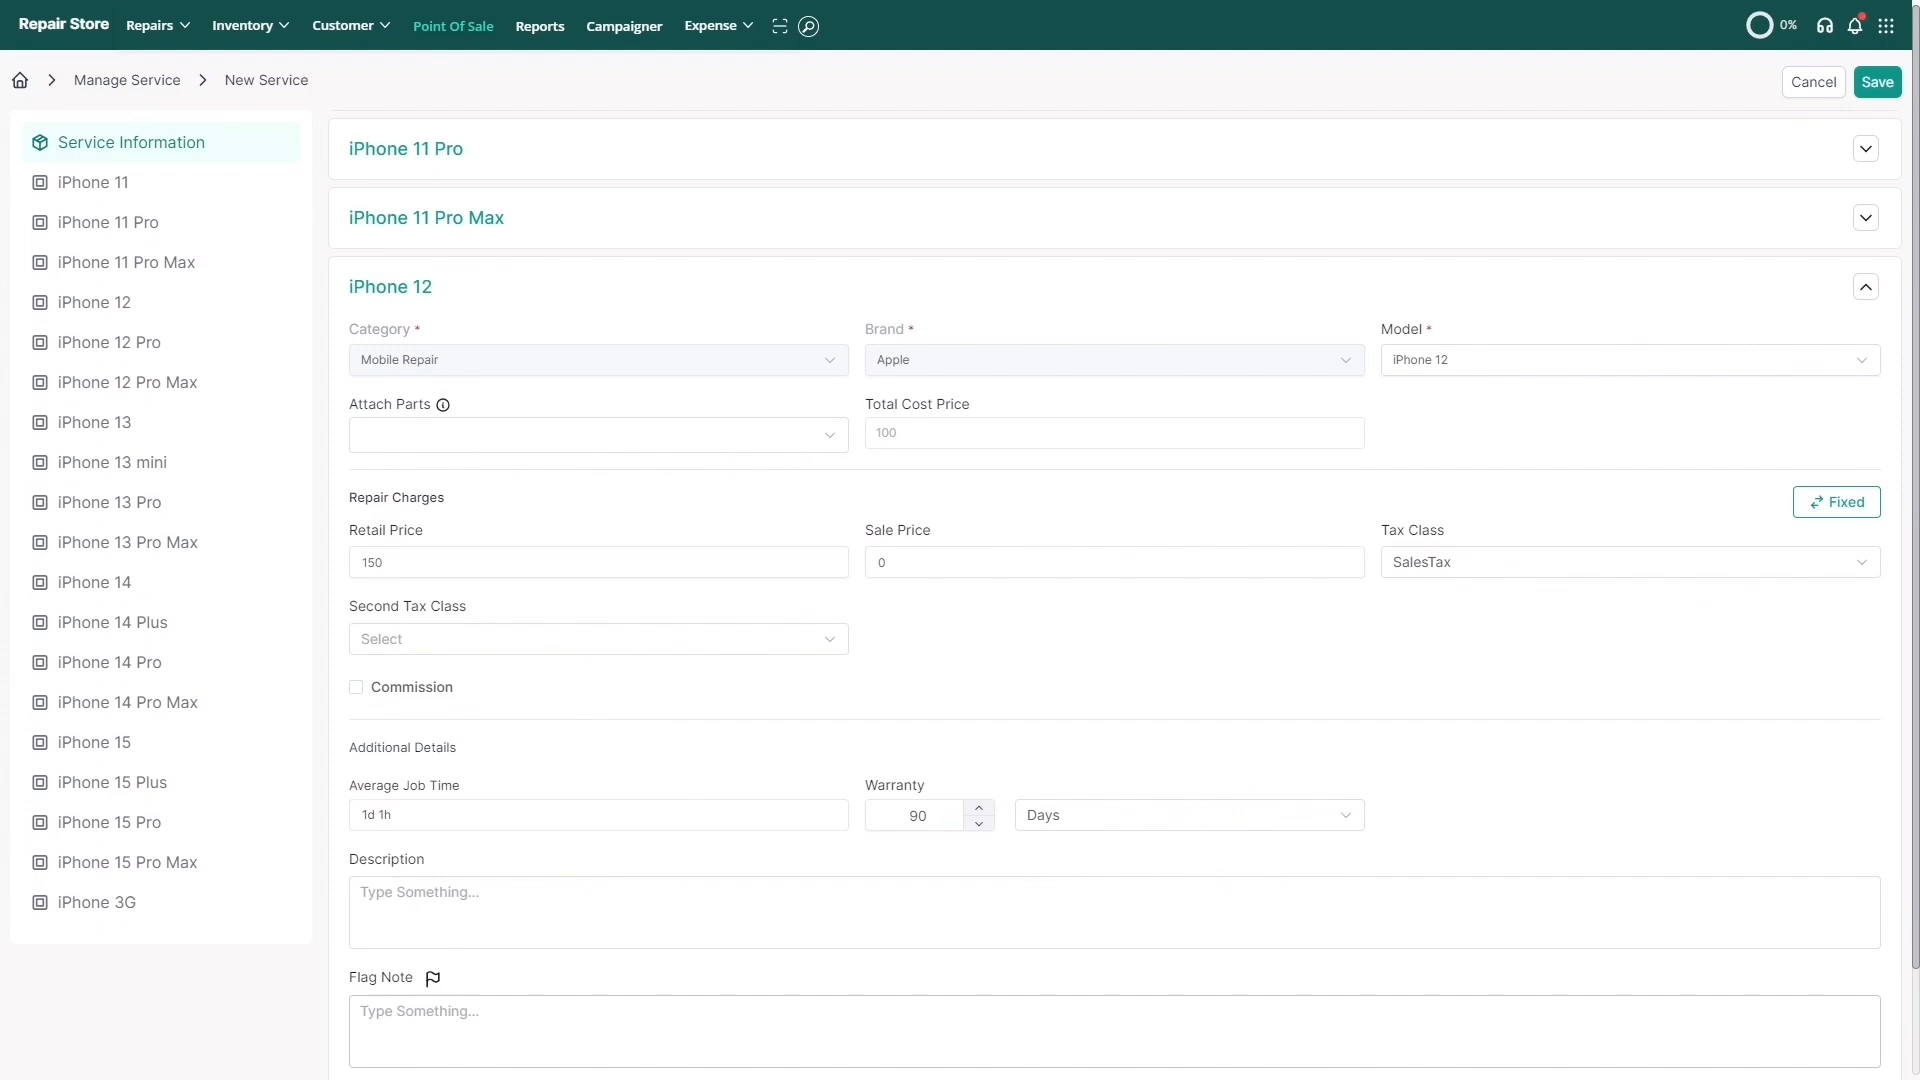 Repair Store Repairs Inventory Customer Point Of Sale Reports Campaigner Expense 0%
Manage Service New Service Cancel Save
Service Information
iPhone 11
iPhone 11 Pro
iPhone 11 Pro Max
iPhone 12
iPhone 12 Pro
iPhone 12 Pro Max
iPhone 13
iPhone 13 mini
iPhone 13 Pro
iPhone 13 Pro Max
iPhone 14
iPhone 14 Plus
iPhone 14 Pro
iPhone 14 Pro Max
iPhone 15
iPhone 15 Plus
iPhone 15 Pro
iPhone 15 Pro Max
iPhone 3G
iPhone 11 Pro
iPhone 11 Pro Max
iPhone 12
Category * Brand * Model *
Mobile Repair Apple iPhone 12
Attach Parts Total Cost Price
100
Repair Charges Fixed
Retail Price Sale Price Tax Class
150 0 SalesTax
Second Tax Class
Select
Commission
Additional Details
Average Job Time Warranty
1d 1h 90 Days
Description
Type Something...
Flag Note
Type Something...